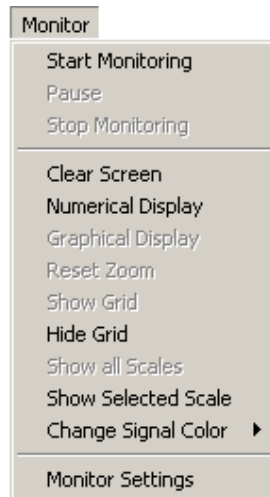 Monitor
Start Monitoring
Pause
Stop Monitoring
Clear Screen
Numerical Display
Graphical Display
Reset Zoom
Show Grid
Hide Grid
Show all Scales
Show Selected Scale
Change Signal Color
Monitor Settings